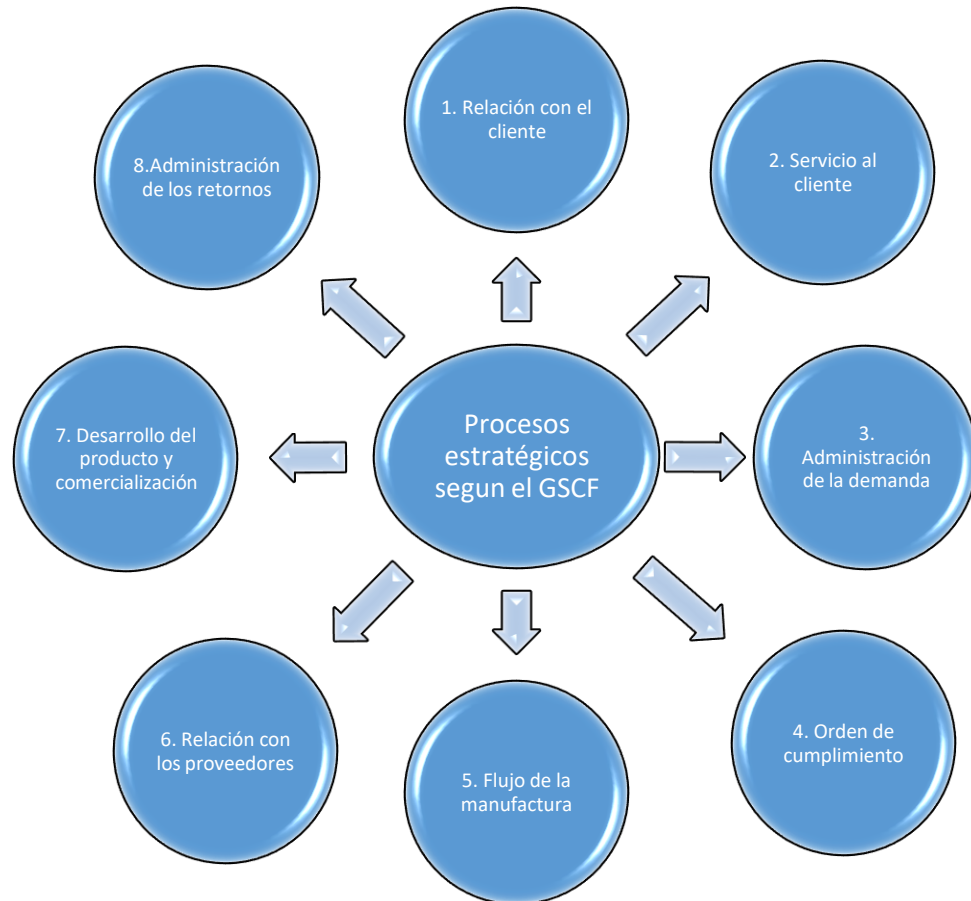 1. Relación con el
cliente
2. Servicio al
cliente
3.
Administración
de la demanda
4. Orden de
cumplimiento
5. Flujo de la
manufactura
6. Relación con
los proveedores
7. Desarrollo del
producto y
comercialización
8.Administración
de los retornos
Procesos
estratégicos
segun el GSCF